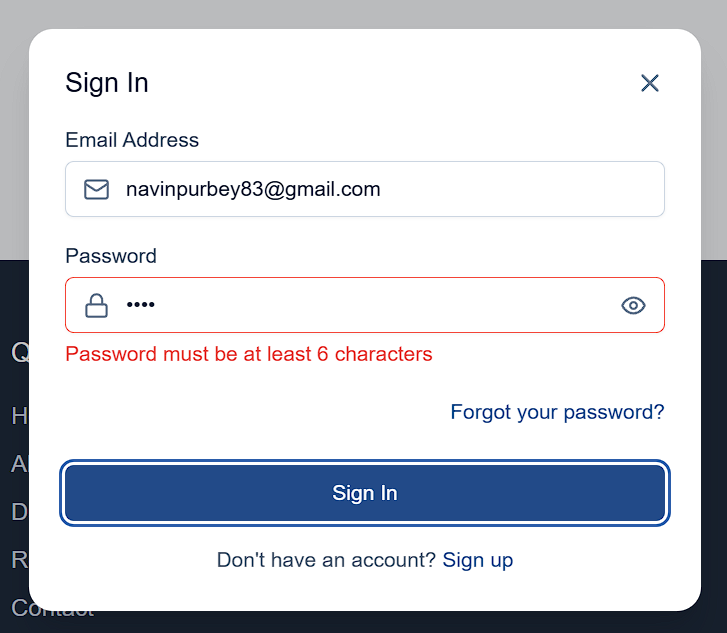 Sign In
Email Address
navinpurbey83@gmail.com
Password
••••
Password must be at least 6 characters
Forgot your password?
Sign In
Don't have an account? Sign up
Contact